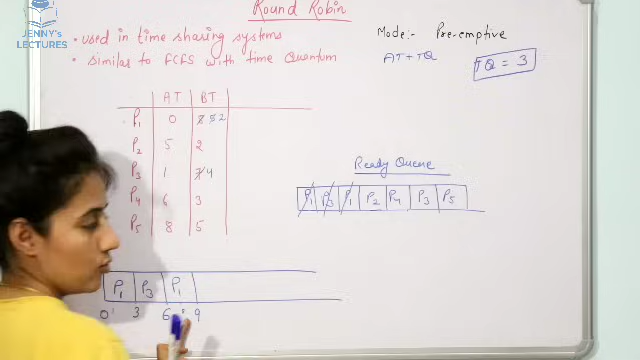 Round Robin
JENNY's
LECTURES
• used in time sharing systems
• similar to FCFS with time Quantum
Mode:- Pre-emptive
AT + TQ
TQ = 3
AT BT
P1 0 8 5 2
P2 5 2
P3 1 7 4
P4 6 3
P5 8 5
Ready Queue
P1 P3 P1 P2 P4 P3 P5
P1 P3 P1
0 3 6 9